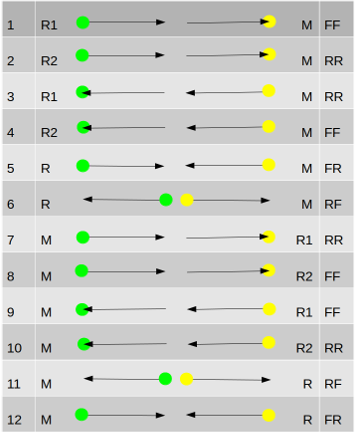 1 R1 M FF
2 R2 M RR
3 R1 M RR
4 R2 M FF
5 R M FR
6 R M RF
7 M R1 RR
8 M R2 FF
9 M R1 FF
10 M R2 RR
11 M R RF
12 M R FR